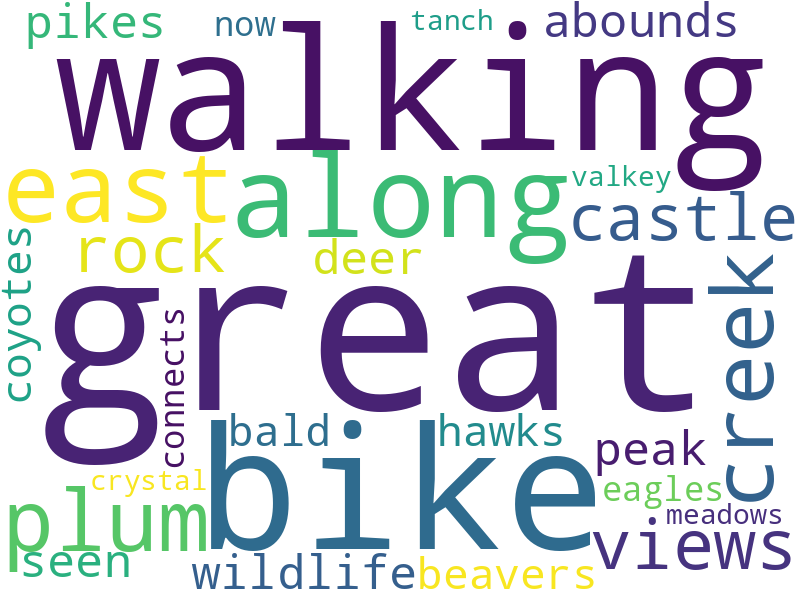 pikes
now
tanch
abounds
walking
east
along
valkey
castle
rock
deer
coyotes
great
creek
connects
bald
hawks
bike
peak
crystal
eagles
plum
meadows
views
seen
wildlife
beavers